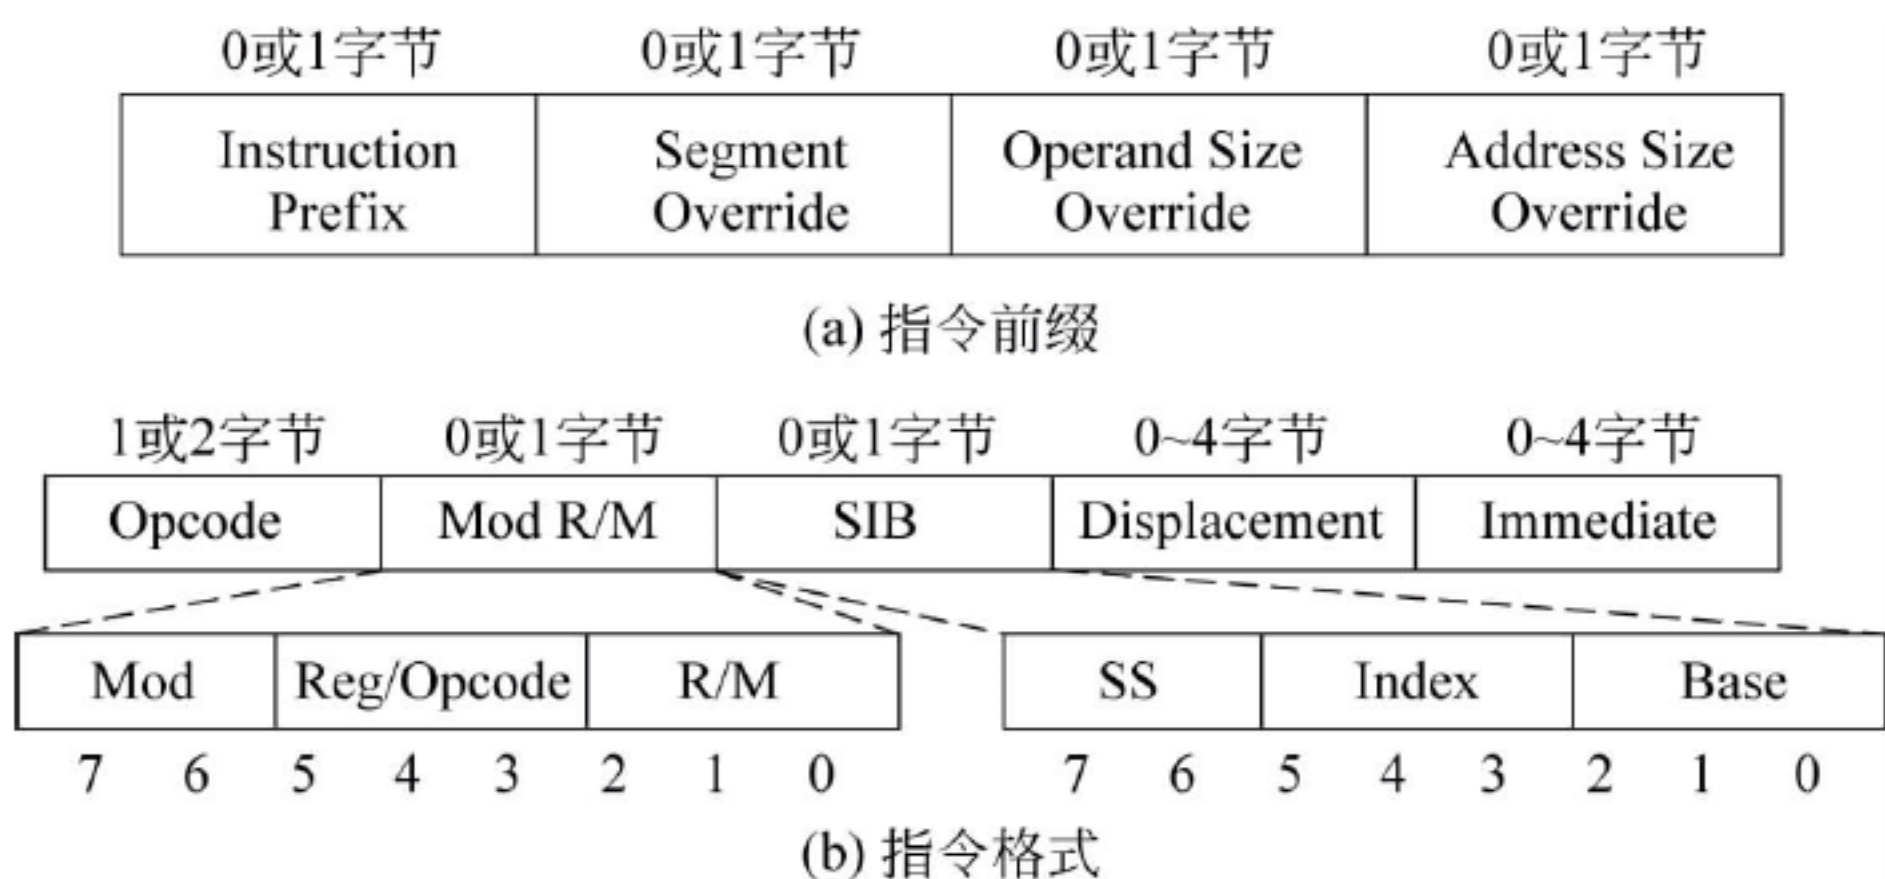 0或1字节 0或1字节 0或1字节 0或1字节
Instruction Segment Operand Size Address Size
Prefix Override Override Override
(a) 指令前缀
1或2字节 0或1字节 0或1字节 0~4字节 0~4字节
Opcode Mod R/M SIB Displacement Immediate
Mod Reg/Opcode R/M SS Index Base
7 6 5 4 3 2 1 0 7 6 5 4 3 2 1 0
(b) 指令格式